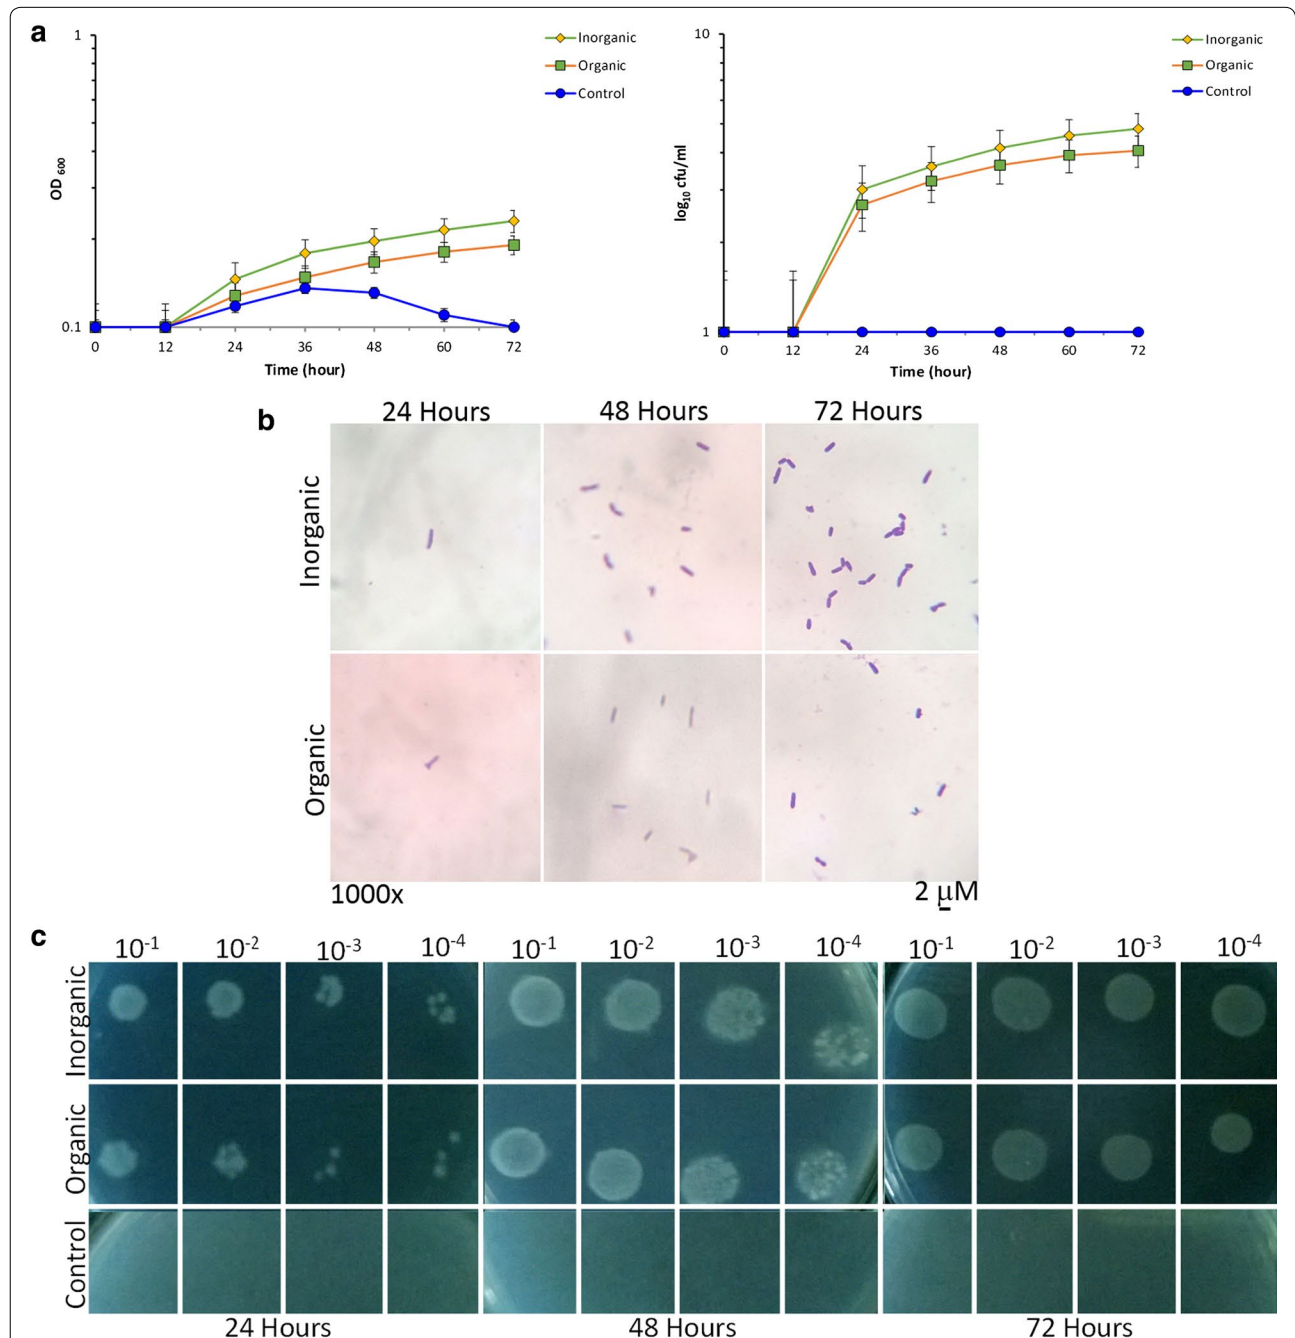 a
1
0.1
OD 600
0 12 24 36 48 60 72
Time (hour)
Inorganic
Organic
Control
10
1
log10 cfu/ml
0 12 24 36 48 60 72
Time (hour)
Inorganic
Organic
Control
b
24 Hours 48 Hours 72 Hours
Inorganic
Organic
1000x 2 µM
c
10-1 10-2 10-3 10-4 10-1 10-2 10-3 10-4 10-1 10-2 10-3 10-4
Inorganic
Organic
Control
24 Hours 48 Hours 72 Hours